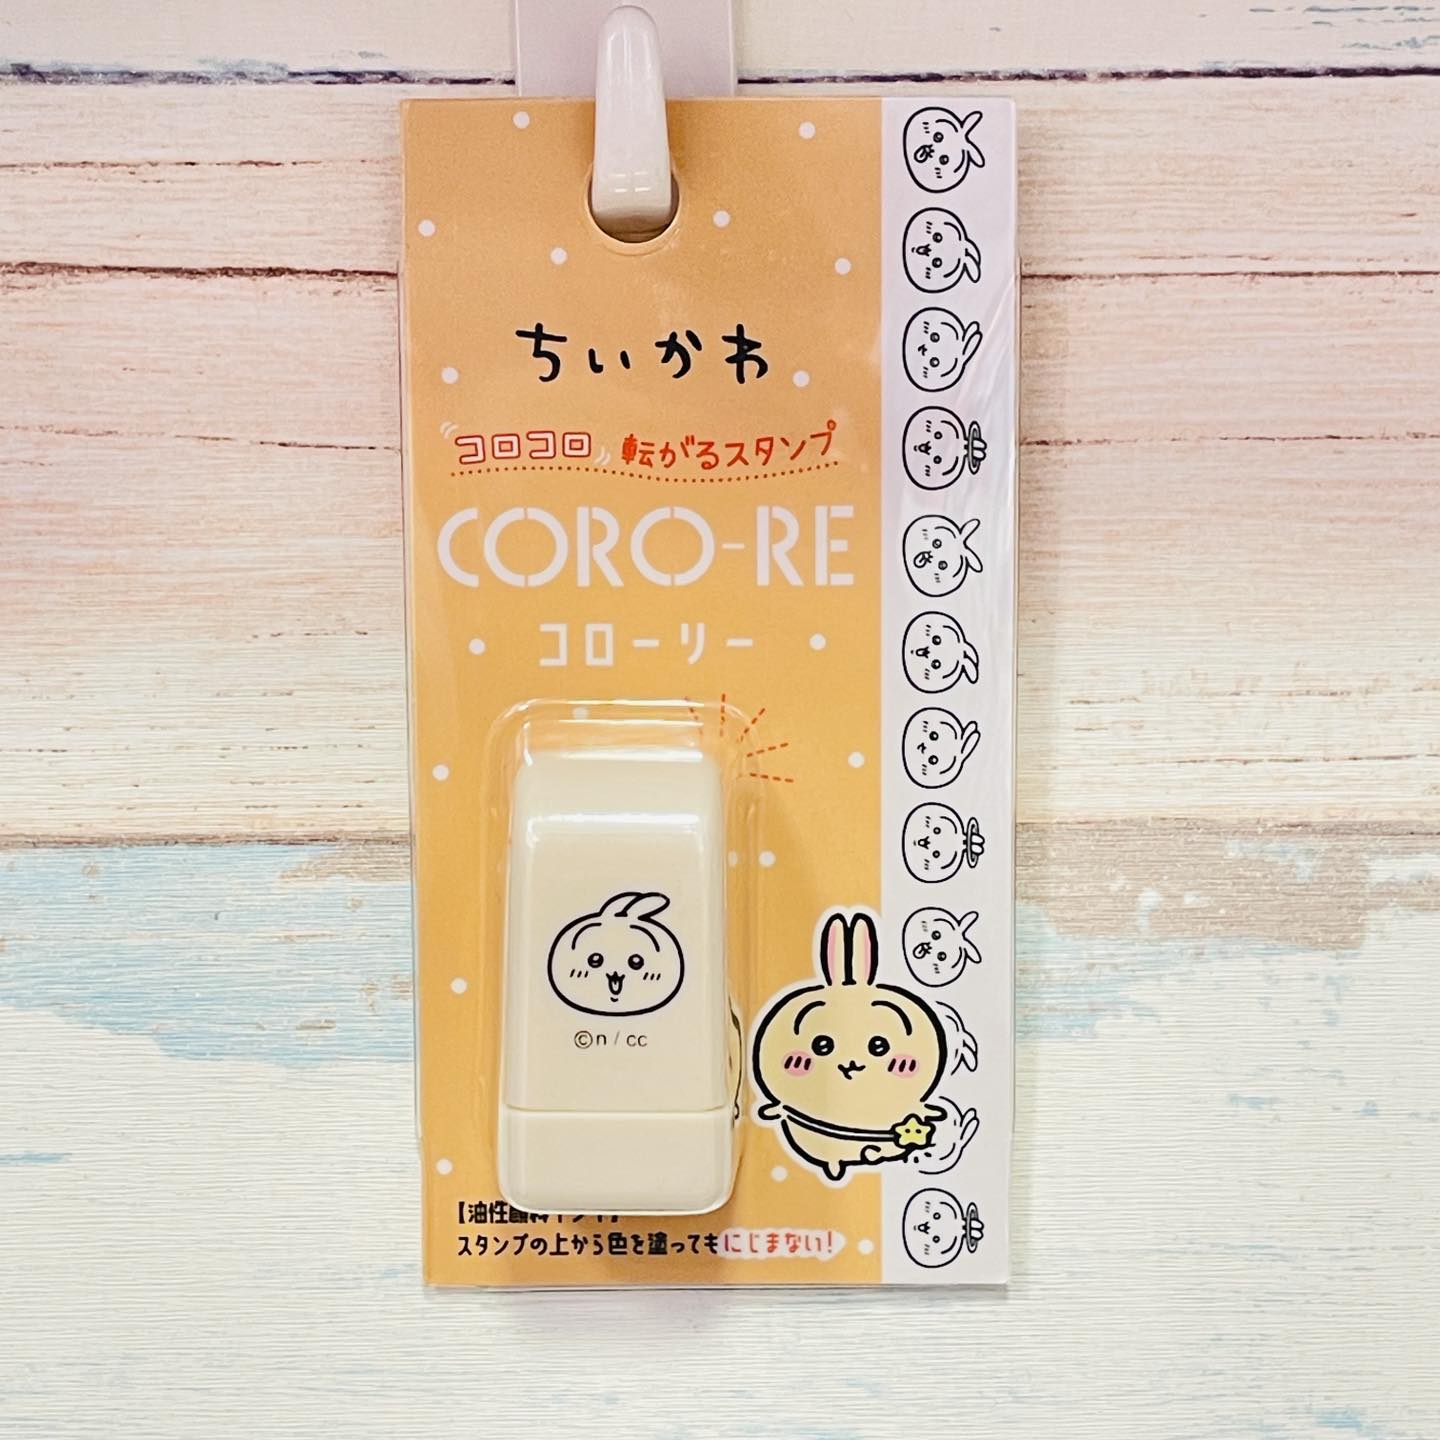 ちいかわ
コロコロ 転がるスタンプ
CORO-RE
コローリー
©n / cc
【油性
スタンプの上から色を塗ってもにじまない!